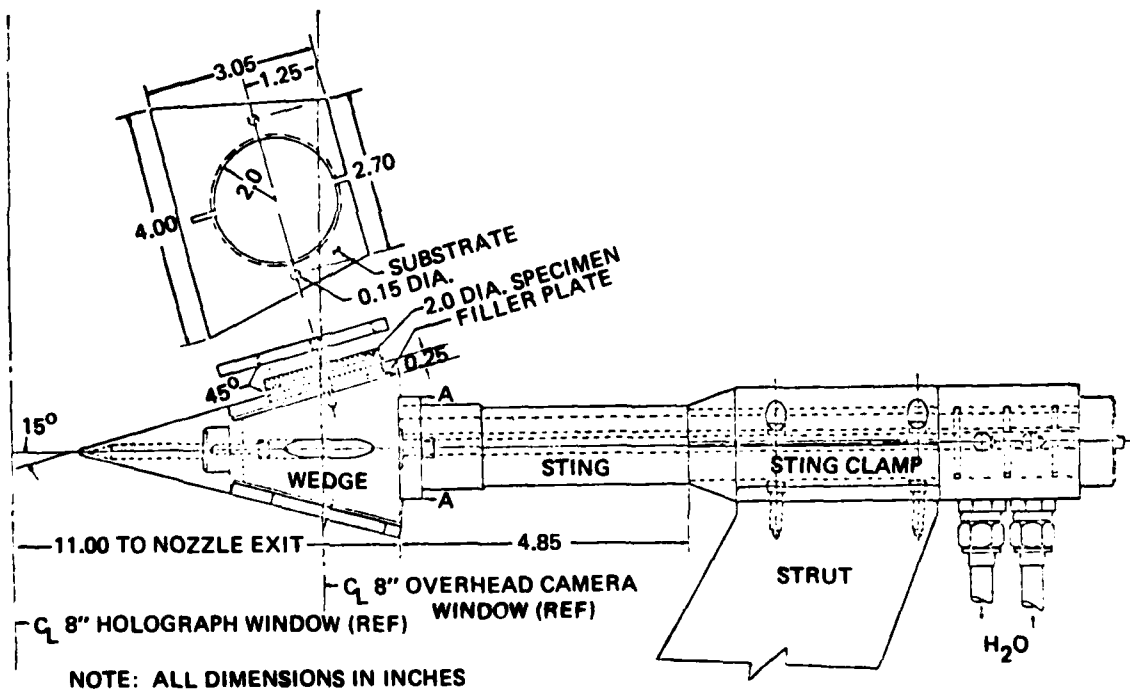 3.05
1.25
2.70
2.0
4.00
SUBSTRATE
0.15 DIA.
2.0 DIA. SPECIMEN
FILLER PLATE
0.25
45°
A
15°
WEDGE
STING
STING CLAMP
A
11.00 TO NOZZLE EXIT
4.85
STRUT
℄ 8" OVERHEAD CAMERA
WINDOW (REF)
℄ 8" HOLOGRAPH WINDOW (REF)
H₂O
NOTE: ALL DIMENSIONS IN INCHES